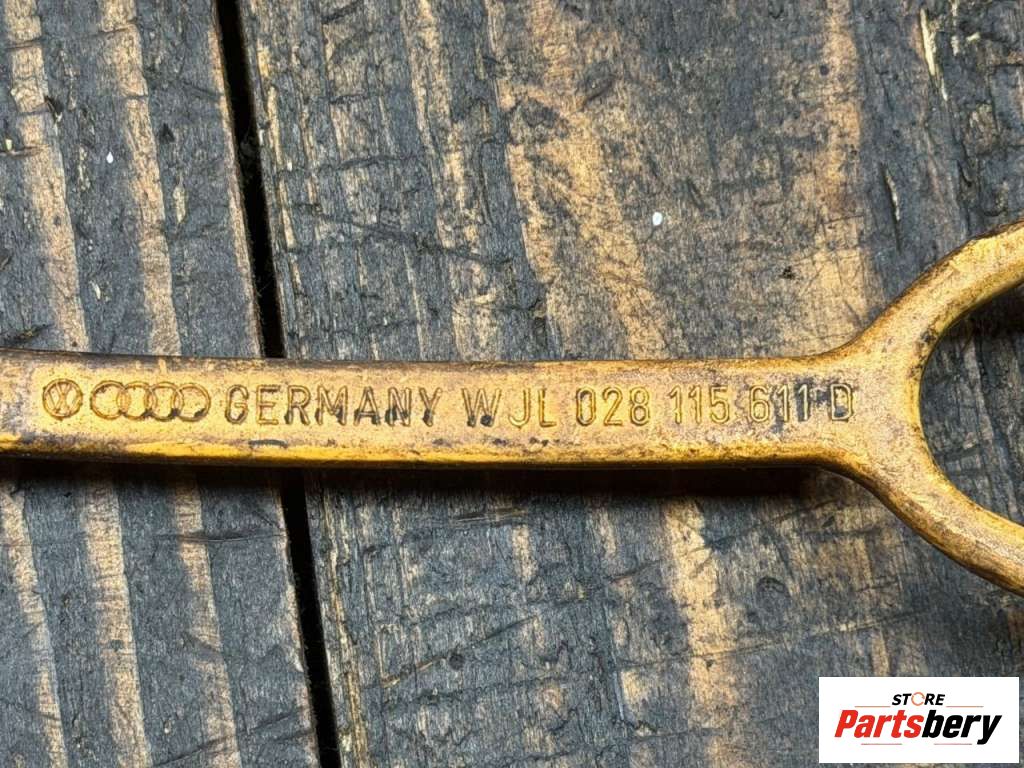 GERMANY WJL 028 115 611 D
STORE
Partsbery